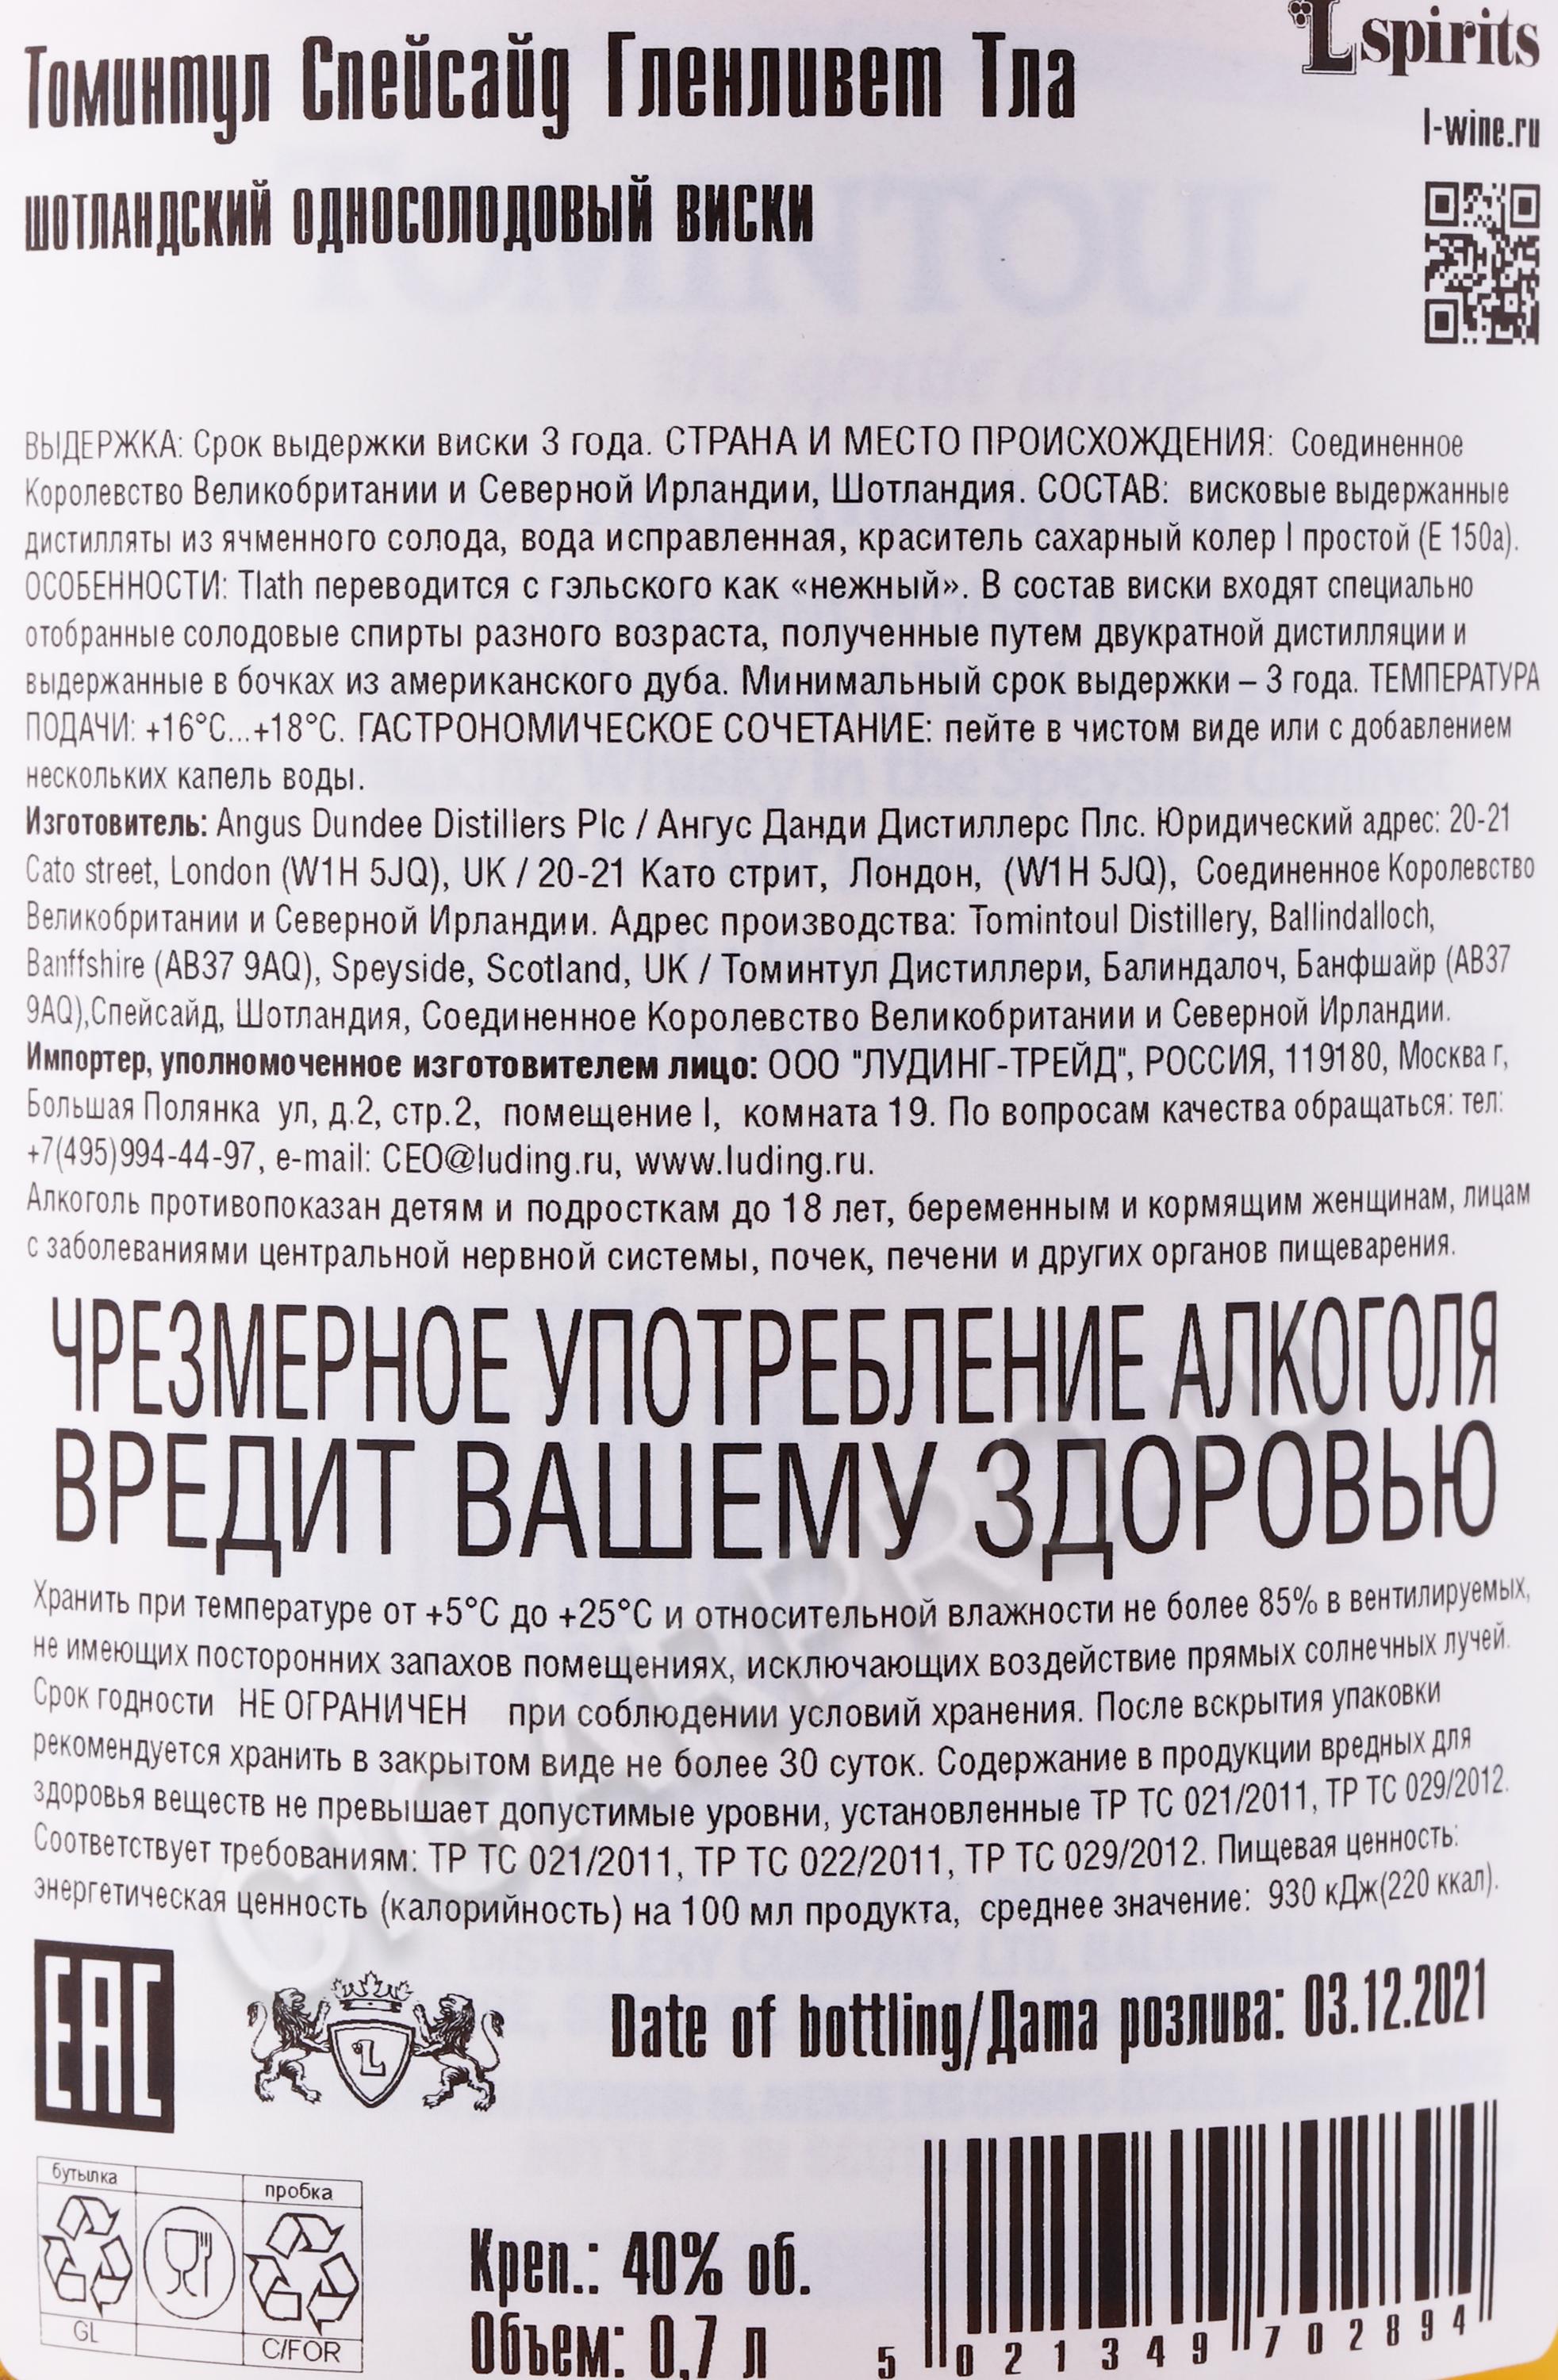 L spirits
l-wine.ru
Томинтул Спейсайд Гленливет Тла
шотландский односолодовый виски
ВЫДЕРЖКА: Срок выдержки виски 3 года. СТРАНА И МЕСТО ПРОИСХОЖДЕНИЯ: Соединенное
Королевство Великобритании и Северной Ирландии, Шотландия. СОСТАВ: висковые выдержанные
дистилляты из ячменного солода, вода исправленная, краситель сахарный колер I простой (Е 150а).
ОСОБЕННОСТИ: Tlath переводится с гэльского как «нежный». В состав виски входят специально
отобранные солодовые спирты разного возраста, полученные путем двукратной дистилляции и
выдержанные в бочках из американского дуба. Минимальный срок выдержки – 3 года. ТЕМПЕРАТУРА
ПОДАЧИ: +16°С...+18°С. ГАСТРОНОМИЧЕСКОЕ СОЧЕТАНИЕ: пейте в чистом виде или с добавлением
нескольких капель воды.
Изготовитель: Angus Dundee Distillers Plc / Ангус Данди Дистиллерс Плс. Юридический адрес: 20-21
Cato street, London (W1H 5JQ), UK / 20-21 Като стрит, Лондон, (W1H 5JQ), Соединенное Королевство
Великобритании и Северной Ирландии. Адрес производства: Tomintoul Distillery, Ballindalloch,
Banffshire (AB37 9AQ), Speyside, Scotland, UK / Томинтул Дистиллери, Балиндалоч, Банфшайр (AB37
9AQ),Спейсайд, Шотландия, Соединенное Королевство Великобритании и Северной Ирландии.
Импортер, уполномоченное изготовителем лицо: ООО "ЛУДИНГ-ТРЕЙД", РОССИЯ, 119180, Москва г,
Большая Полянка ул, д.2, стр.2, помещение I, комната 19. По вопросам качества обращаться: тел:
+7(495)994-44-97, e-mail: CEO@luding.ru, www.luding.ru.
Алкоголь противопоказан детям и подросткам до 18 лет, беременным и кормящим женщинам, лицам
с заболеваниями центральной нервной системы, почек, печени и других органов пищеварения.
ЧРЕЗМЕРНОЕ УПОТРЕБЛЕНИЕ АЛКОГОЛЯ
ВРЕДИТ ВАШЕМУ ЗДОРОВЬЮ
Хранить при температуре от +5°С до +25°С и относительной влажности не более 85% в вентилируемых,
не имеющих посторонних запахов помещениях, исключающих воздействие прямых солнечных лучей.
Срок годности НЕ ОГРАНИЧЕН при соблюдении условий хранения. После вскрытия упаковки
рекомендуется хранить в закрытом виде не более 30 суток. Содержание в продукции вредных для
здоровья веществ не превышает допустимые уровни, установленные ТР ТС 021/2011, ТР ТС 029/2012.
Соответствует требованиям: ТР ТС 021/2011, ТР ТС 022/2011, ТР ТС 029/2012. Пищевая ценность:
энергетическая ценность (калорийность) на 100 мл продукта, среднее значение: 930 кДж(220 ккал).
EAC
L
Date of bottling/Дата розлива: 03.12.2021
бутылка
пробка
GL
C/FOR
Креп.: 40% об.
Объем: 0,7 л
5 021349 702894